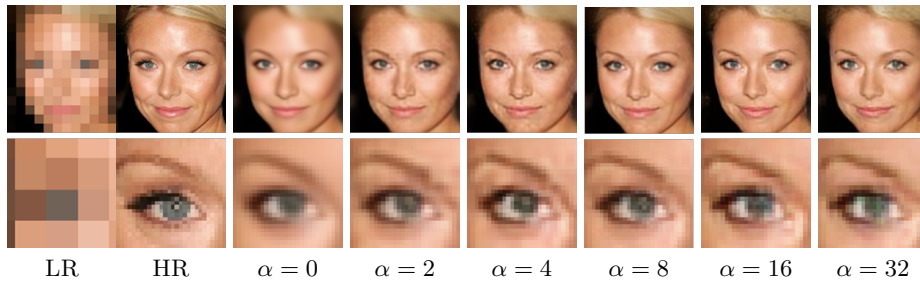 LR HR α = 0 α = 2 α = 4 α = 8 α = 16 α = 32